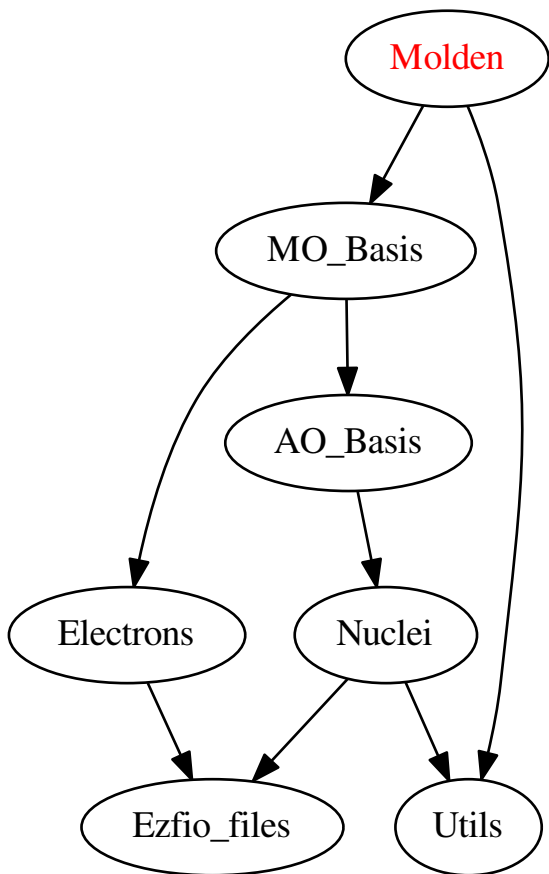 Molden
MO_Basis
AO_Basis
Electrons
Nuclei
Ezfio_files
Utils